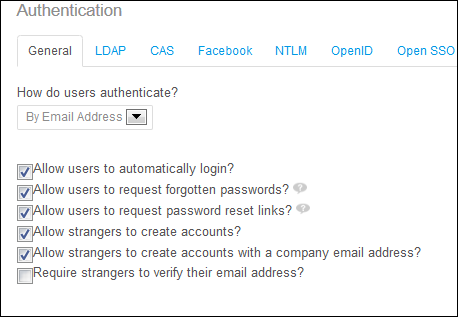 Authentication
General LDAP CAS Facebook NTLM OpenID Open SSO
How do users authenticate?
By Email Address
Allow users to automatically login?
Allow users to request forgotten passwords? ?
Allow users to request password reset links? ?
Allow strangers to create accounts?
Allow strangers to create accounts with a company email address?
Require strangers to verify their email address?